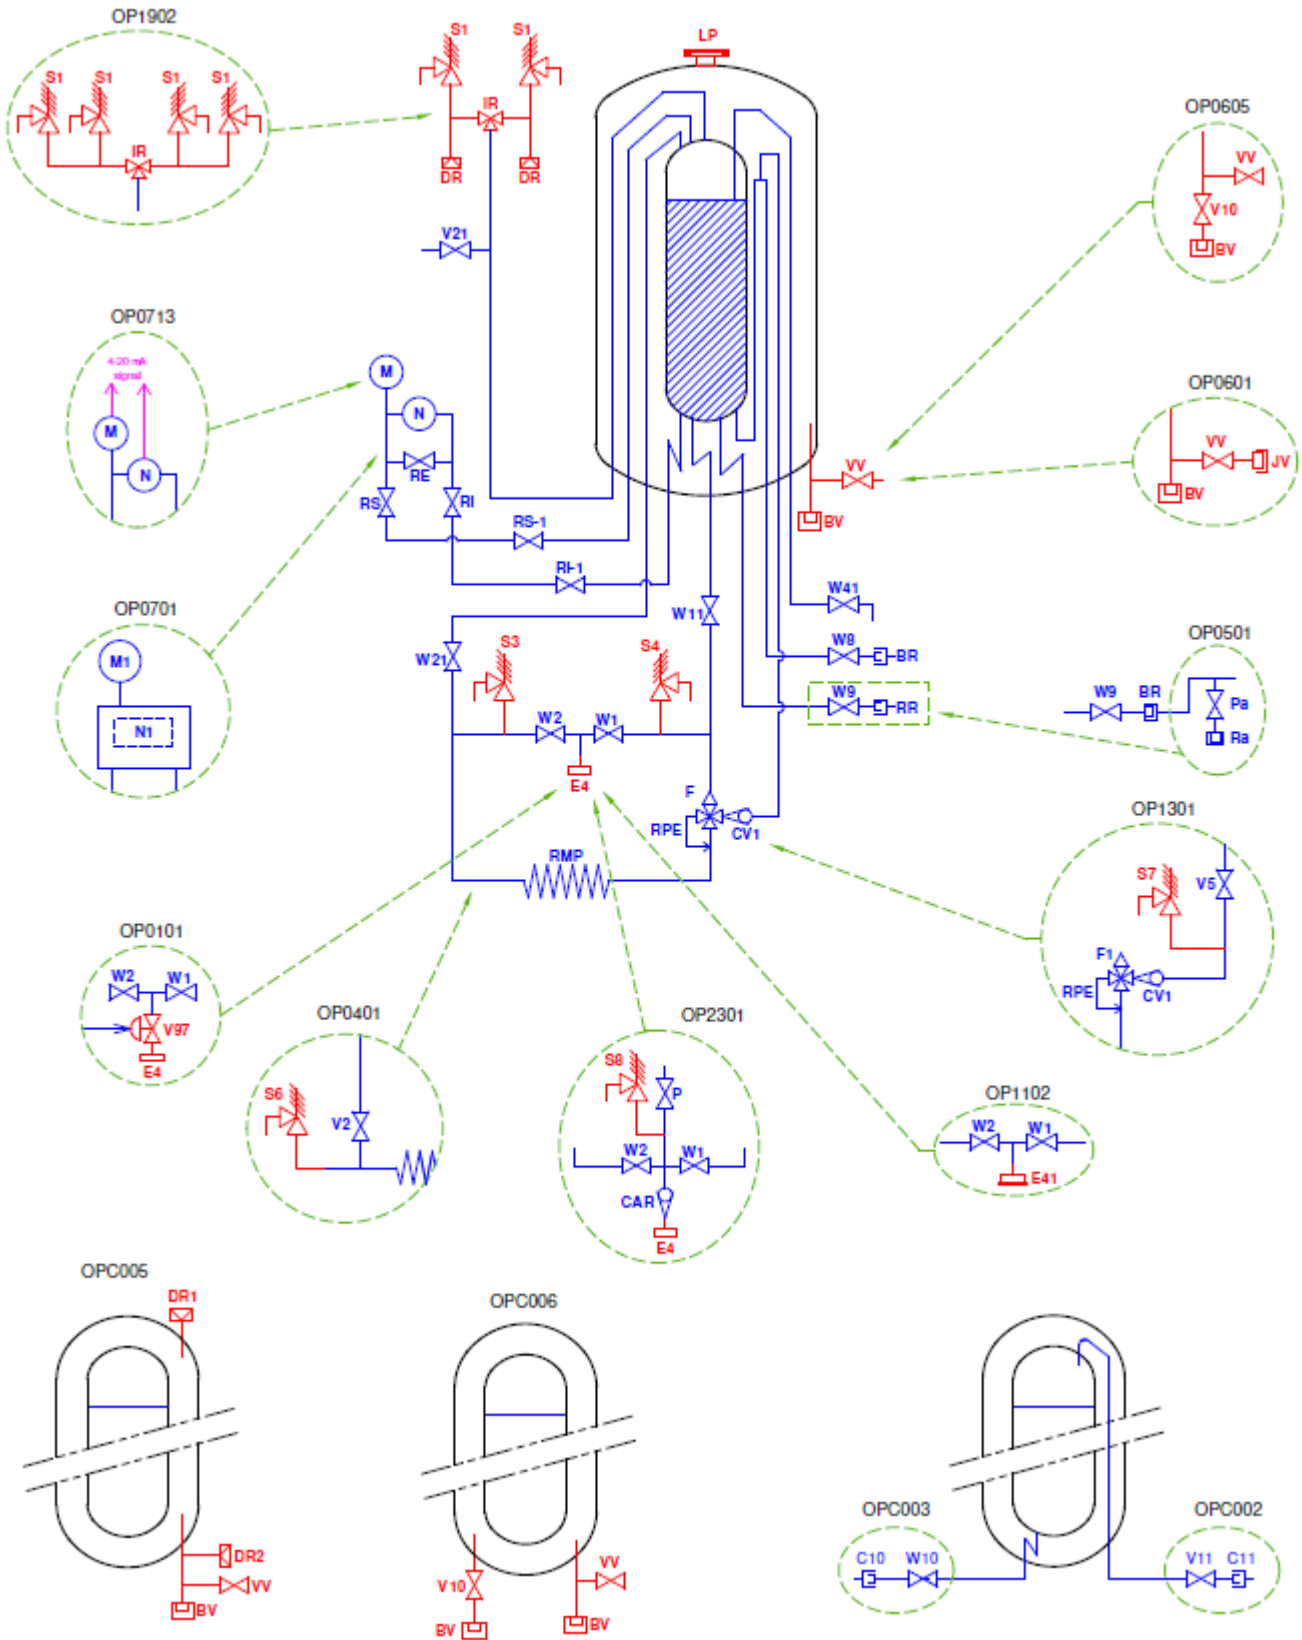 OP1902
S1 S1 S1 S1
IR
S1 S1
IR
DR DR
LP
OP0605
VV
V10
BV
V21
OP0713
4-20 mA
signal
M
N
M
N
RE
RS RI
RS-1
RI-1
OP0601
VV
JV
BV
VV
BV
OP0701
M1
N1
W21
S3 S4
W11
W41
W8 BR
W9 RR
OP0501
W9 BR
Pa
Ra
W2 W1
E4
F
RPE
CV1
RMP
OP1301
S7
V5
F1
RPE
CV1
OP0101
W2 W1
V97
E4
OP0401
S6
V2
OP2301
S8
P
W2 W1
CAR
E4
OP1102
W2 W1
E41
OPC005
DR1
DR2
VV
BV
OPC006
V10
BV
VV
BV
OPC003
C10 W10
OPC002
V11 C11